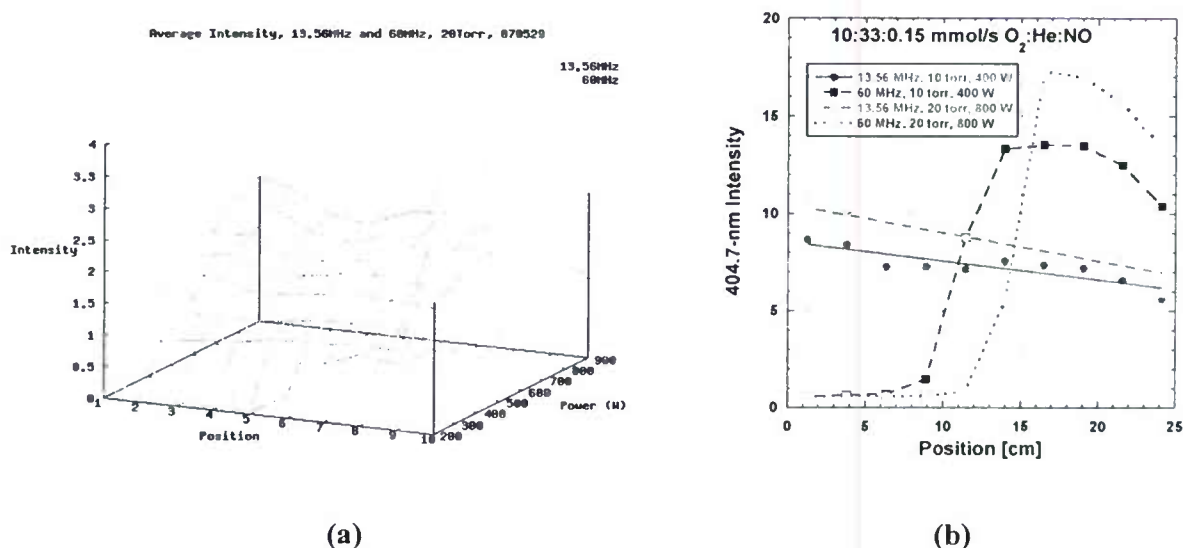 Average Intensity, 13.56MHz and 60MHz, 20Torr, 070529
13.56MHz
60MHz
4
3.3
3
Intensity 2.5
2
1.5
1
0.5
0
1 2 3 4 5 6 7 8 9 10
Position
200 300 400 500 600 700 800 900
Power (W)
(a)
10:33:0.15 mmol/s O2:He:NO
13.56 MHz, 10 torr, 400 W
60 MHz, 10 torr, 400 W
13.56 MHz, 20 torr, 800 W
60 MHz, 20 torr, 800 W
20
15
10
5
0
404.7-nm Intensity
0 5 10 15 20 25
Position [cm]
(b)